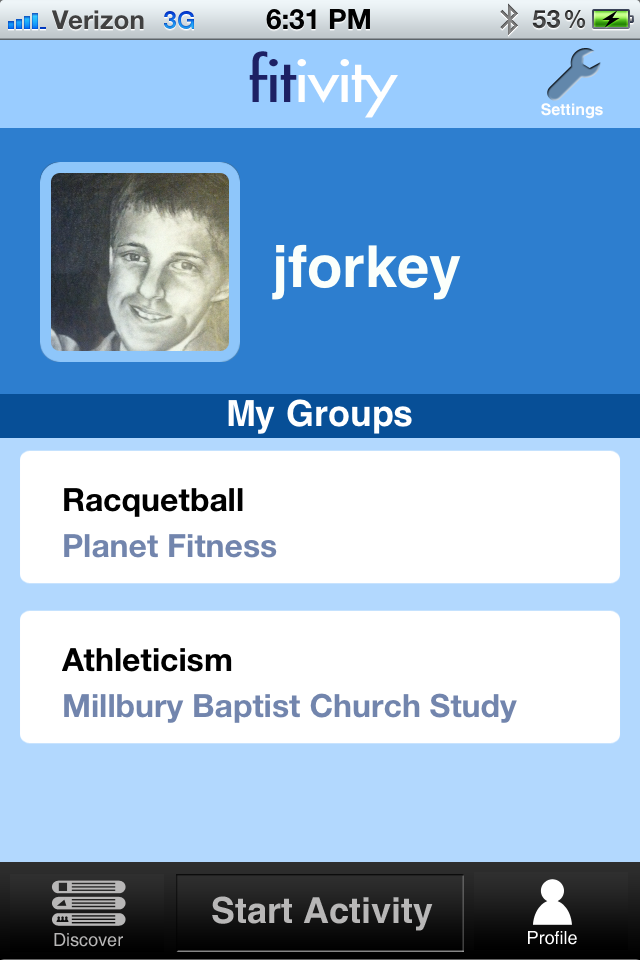 Verizon 3G 6:31 PM 53%
fitivity
Settings
jforkey
My Groups
Racquetball
Planet Fitness
Athleticism
Millbury Baptist Church Study
Start Activity
Discover
Profile